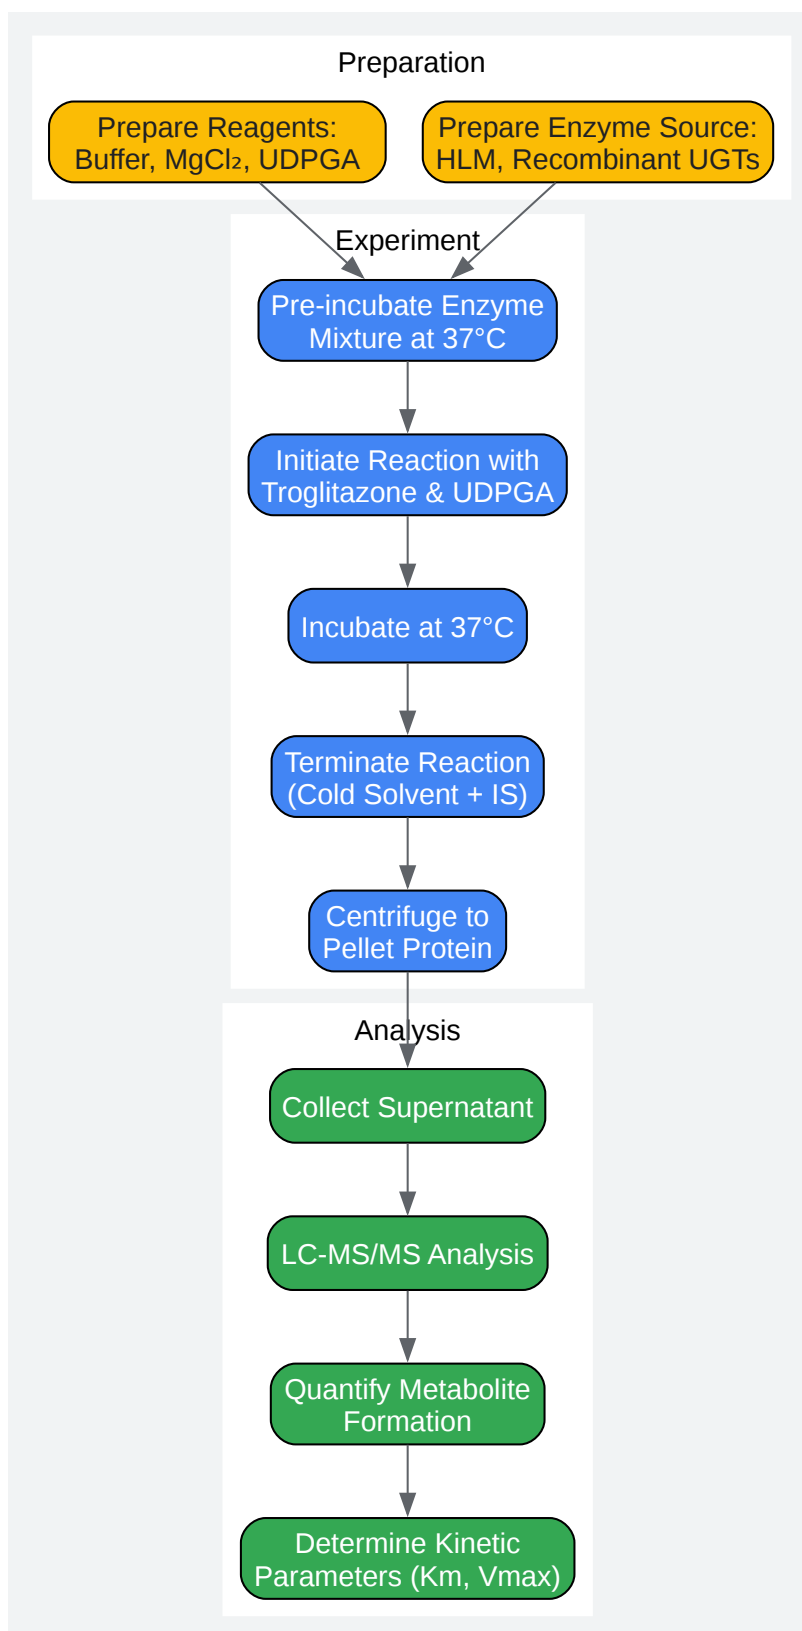 Preparation
Prepare Reagents:
Buffer, MgCl₂, UDPGA
Prepare Enzyme Source:
HLM, Recombinant UGTs
Experiment
Pre-incubate Enzyme
Mixture at 37°C
Initiate Reaction with
Troglitazone & UDPGA
Incubate at 37°C
Terminate Reaction
(Cold Solvent + IS)
Centrifuge to
Pellet Protein
Analysis
Collect Supernatant
LC-MS/MS Analysis
Quantify Metabolite
Formation
Determine Kinetic
Parameters (Km, Vmax)